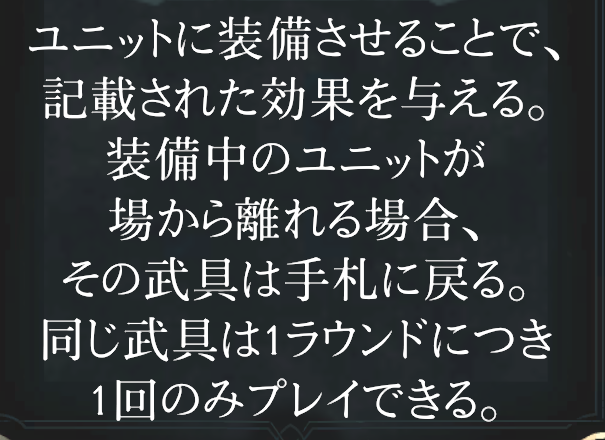 ユニットに装備させることで、
記載された効果を与える。
装備中のユニットが
場から離れる場合、
その武具は手札に戻る。
同じ武具は1ラウンドにつき
1回のみプレイできる。